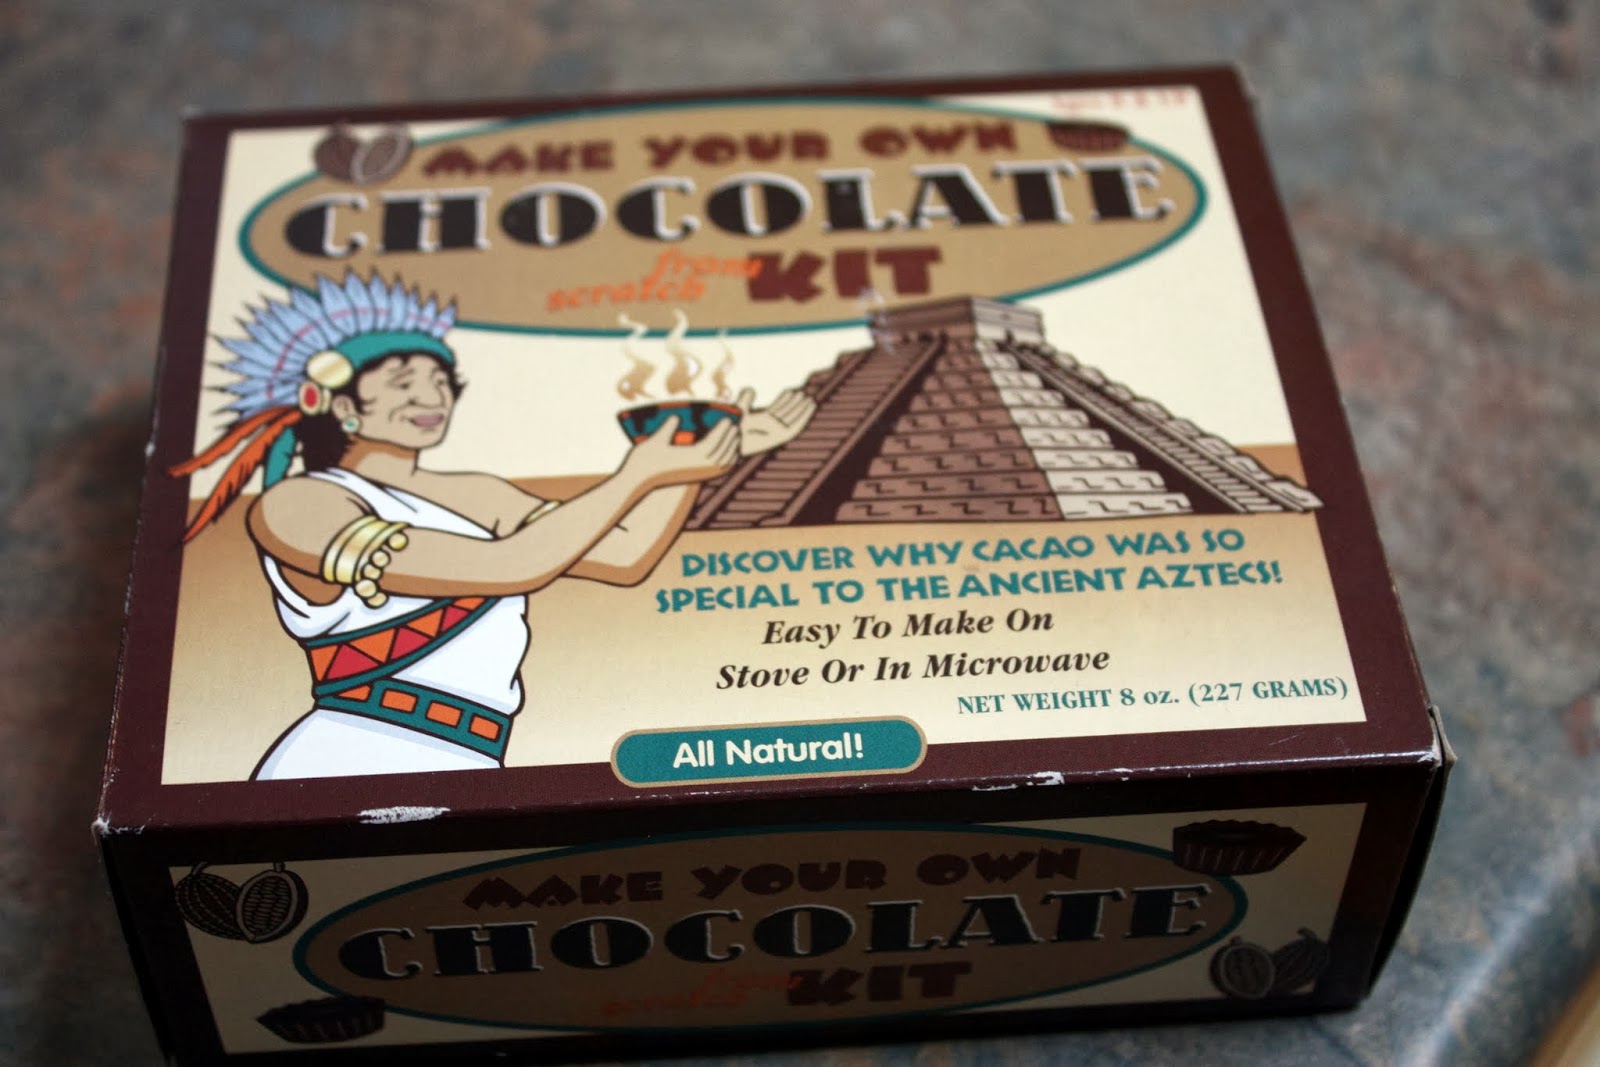 MAKE YOUR OWN
CHOCOLATE
from
scratch KIT
DISCOVER WHY CACAO WAS SO
SPECIAL TO THE ANCIENT AZTECS!
Easy To Make On
Stove Or In Microwave
NET WEIGHT 8 oz. (227 GRAMS)
All Natural!
MAKE YOUR OWN
CHOCOLATE
from
scratch KIT